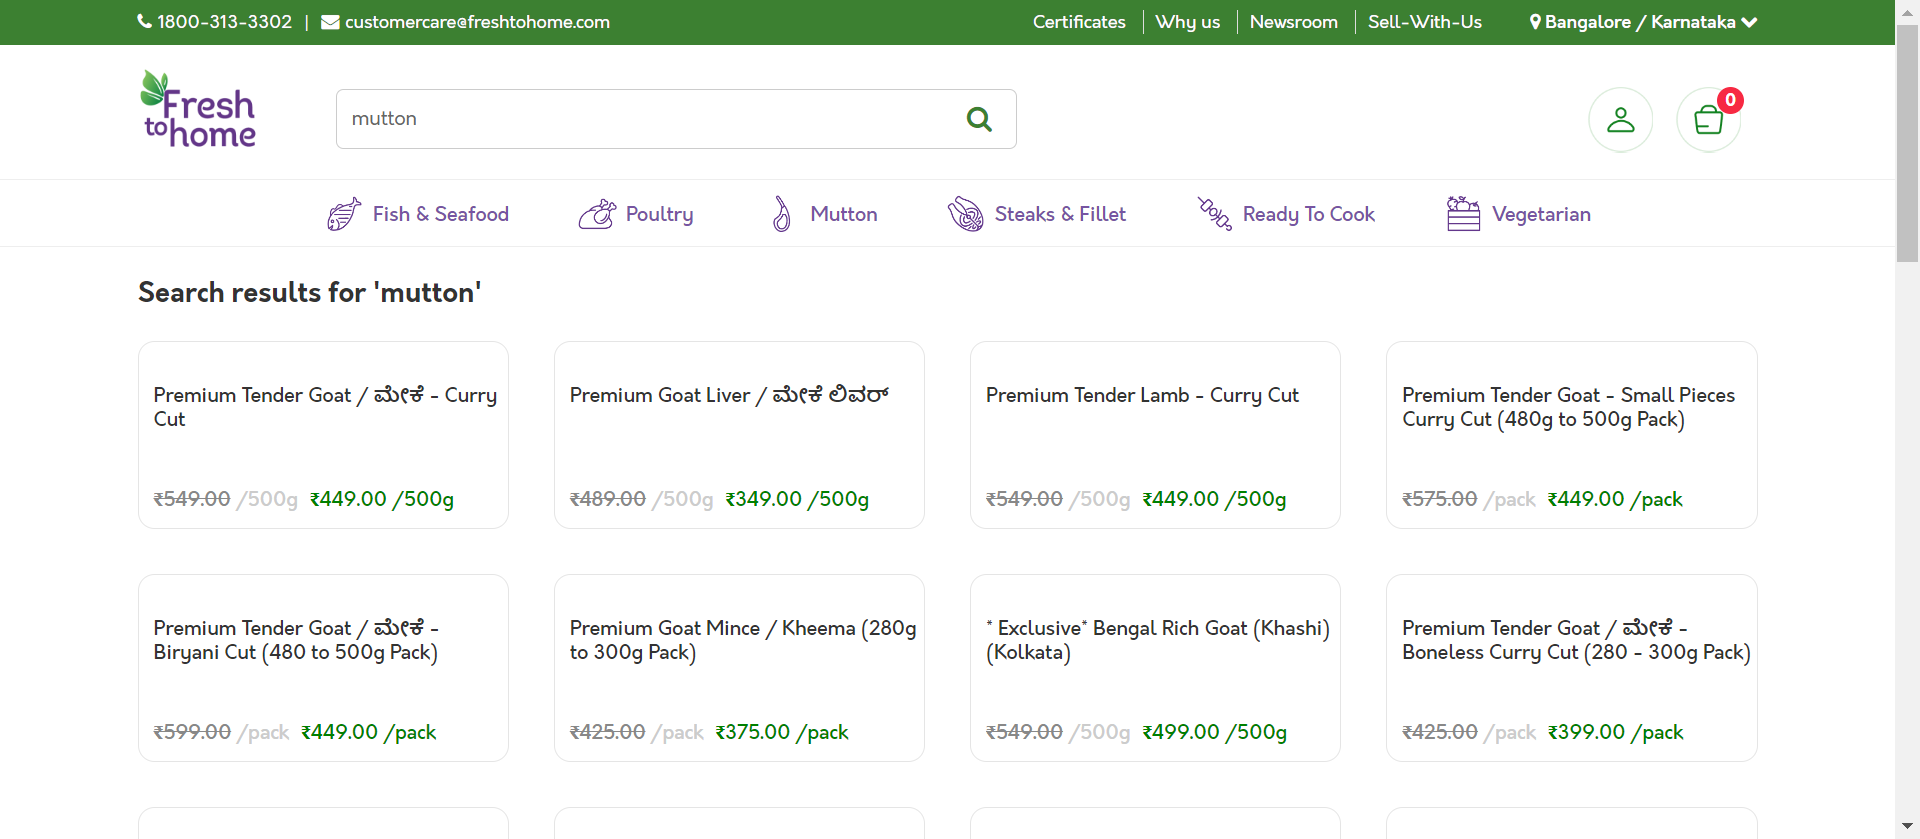 1800-313-3302 | customercare@freshtohome.com Certificates Why us Newsroom Sell-With-Us Bangalore / Karnataka
Fresh
to home
mutton
0
Fish & Seafood Poultry Mutton Steaks & Fillet Ready To Cook Vegetarian
Search results for 'mutton'
Premium Tender Goat / ಮೇಕೆ - Curry
Cut
₹549.00 /500g ₹449.00 /500g
Premium Goat Liver / ಮೇಕೆ ಲಿವರ್
₹489.00 /500g ₹349.00 /500g
Premium Tender Lamb - Curry Cut
₹549.00 /500g ₹449.00 /500g
Premium Tender Goat - Small Pieces
Curry Cut (480g to 500g Pack)
₹575.00 /pack ₹449.00 /pack
Premium Tender Goat / ಮೇಕೆ -
Biryani Cut (480 to 500g Pack)
₹599.00 /pack ₹449.00 /pack
Premium Goat Mince / Kheema (280g
to 300g Pack)
₹425.00 /pack ₹375.00 /pack
* Exclusive* Bengal Rich Goat (Khashi)
(Kolkata)
₹549.00 /500g ₹499.00 /500g
Premium Tender Goat / ಮೇಕೆ -
Boneless Curry Cut (280 - 300g Pack)
₹425.00 /pack ₹399.00 /pack